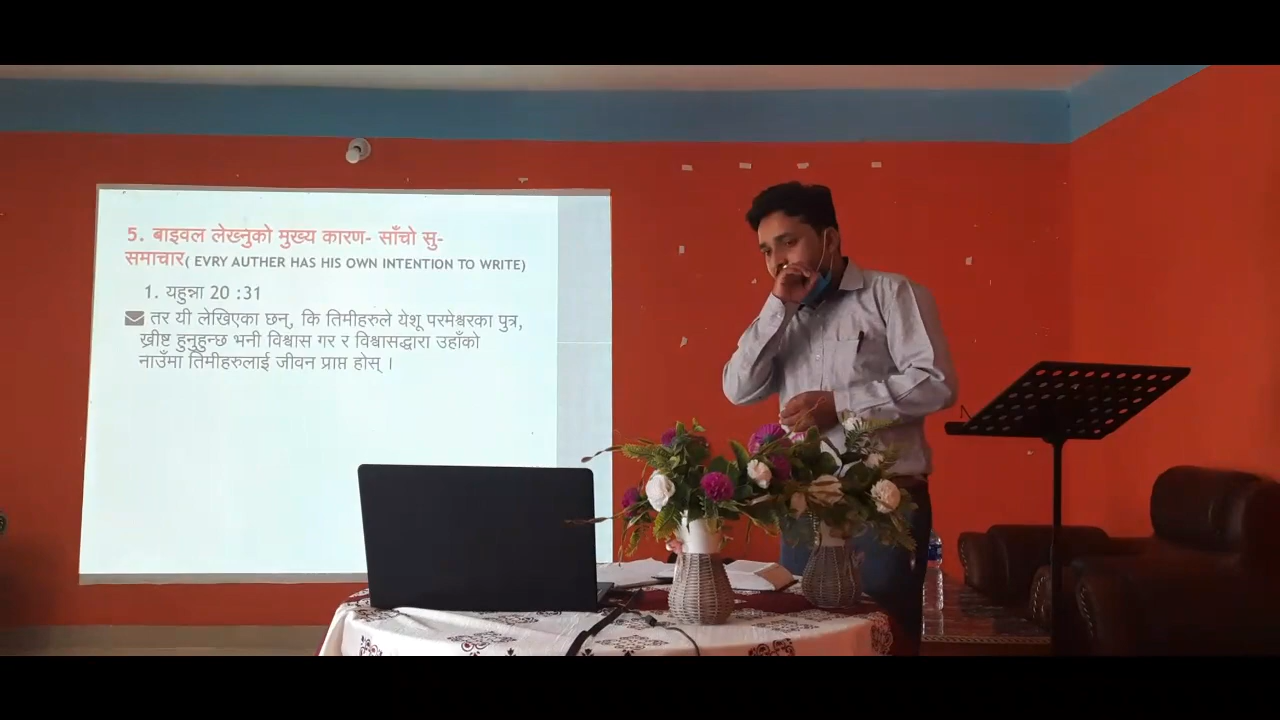 5. बाइवल लेख्नुको मुख्य कारण- साँचो सु-
समाचार( EVRY AUTHER HAS HIS OWN INTENTION TO WRITE)
1. यहुन्ना 20 :31
तर यी लेखिएका छन्, कि तिमीहरुले येशू परमेश्वरका पुत्र,
ख्रीष्ट हुनुहुन्छ भनी विश्वास गर र विश्वासद्धारा उहाँको
नाउँमा तिमीहरुलाई जीवन प्राप्त होस् ।